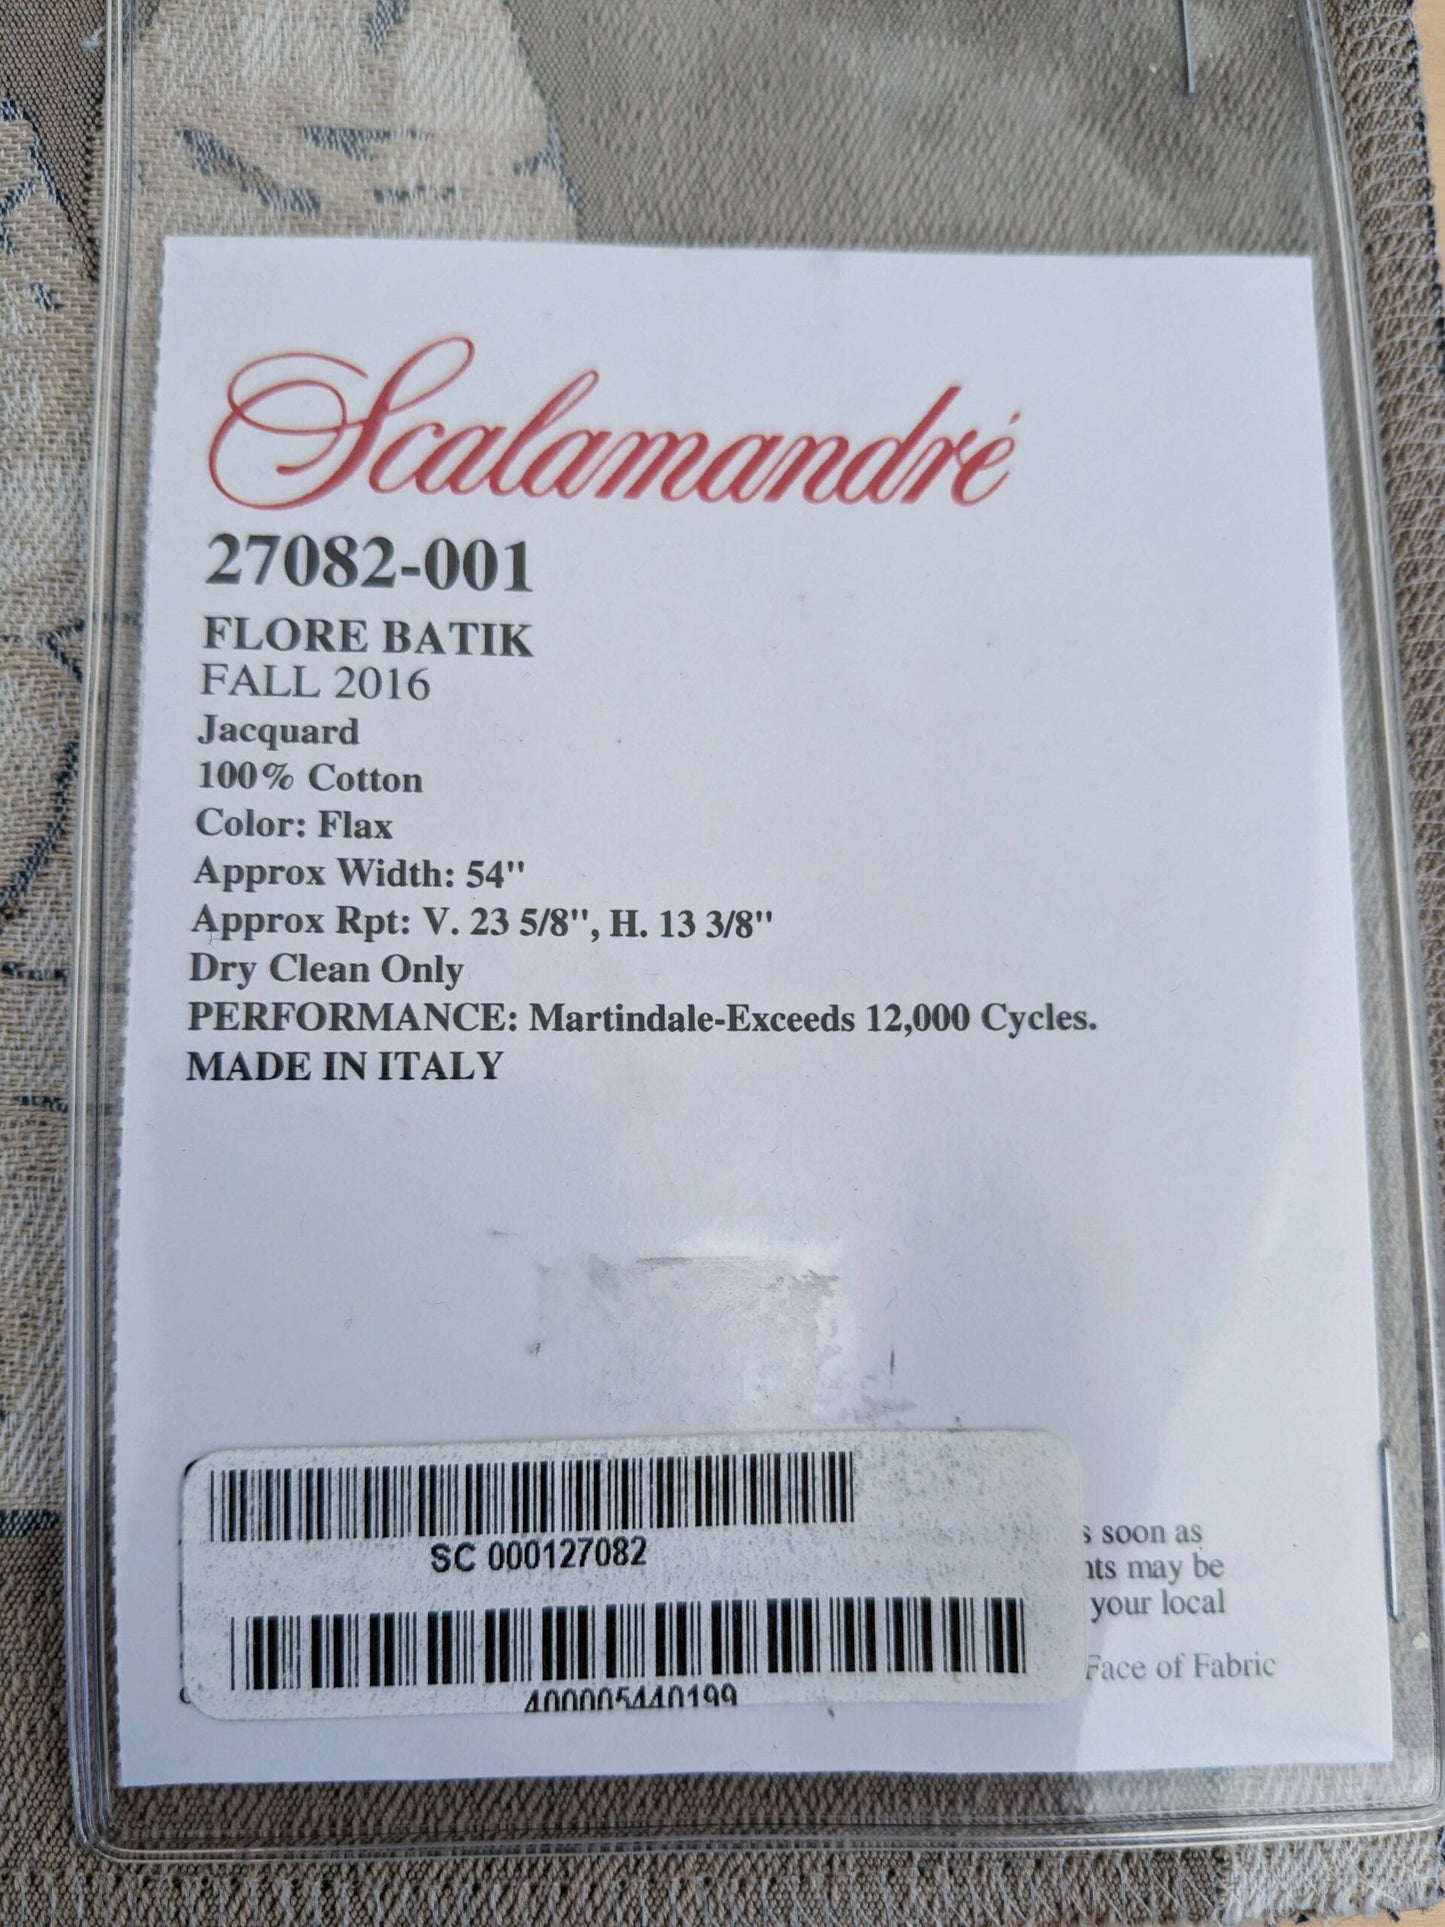 Scalamandré
27082-001
FLORE BATIK
FALL 2016
Jacquard
100% Cotton
Color: Flax
Approx Width: 54"
Approx Rpt: V. 23 5/8", H. 13 3/8"
Dry Clean Only
PERFORMANCE: Martindale-Exceeds 12,000 Cycles.
MADE IN ITALY
SC 000127082
soon as
may be
your local
Face of Fabric
400005440199